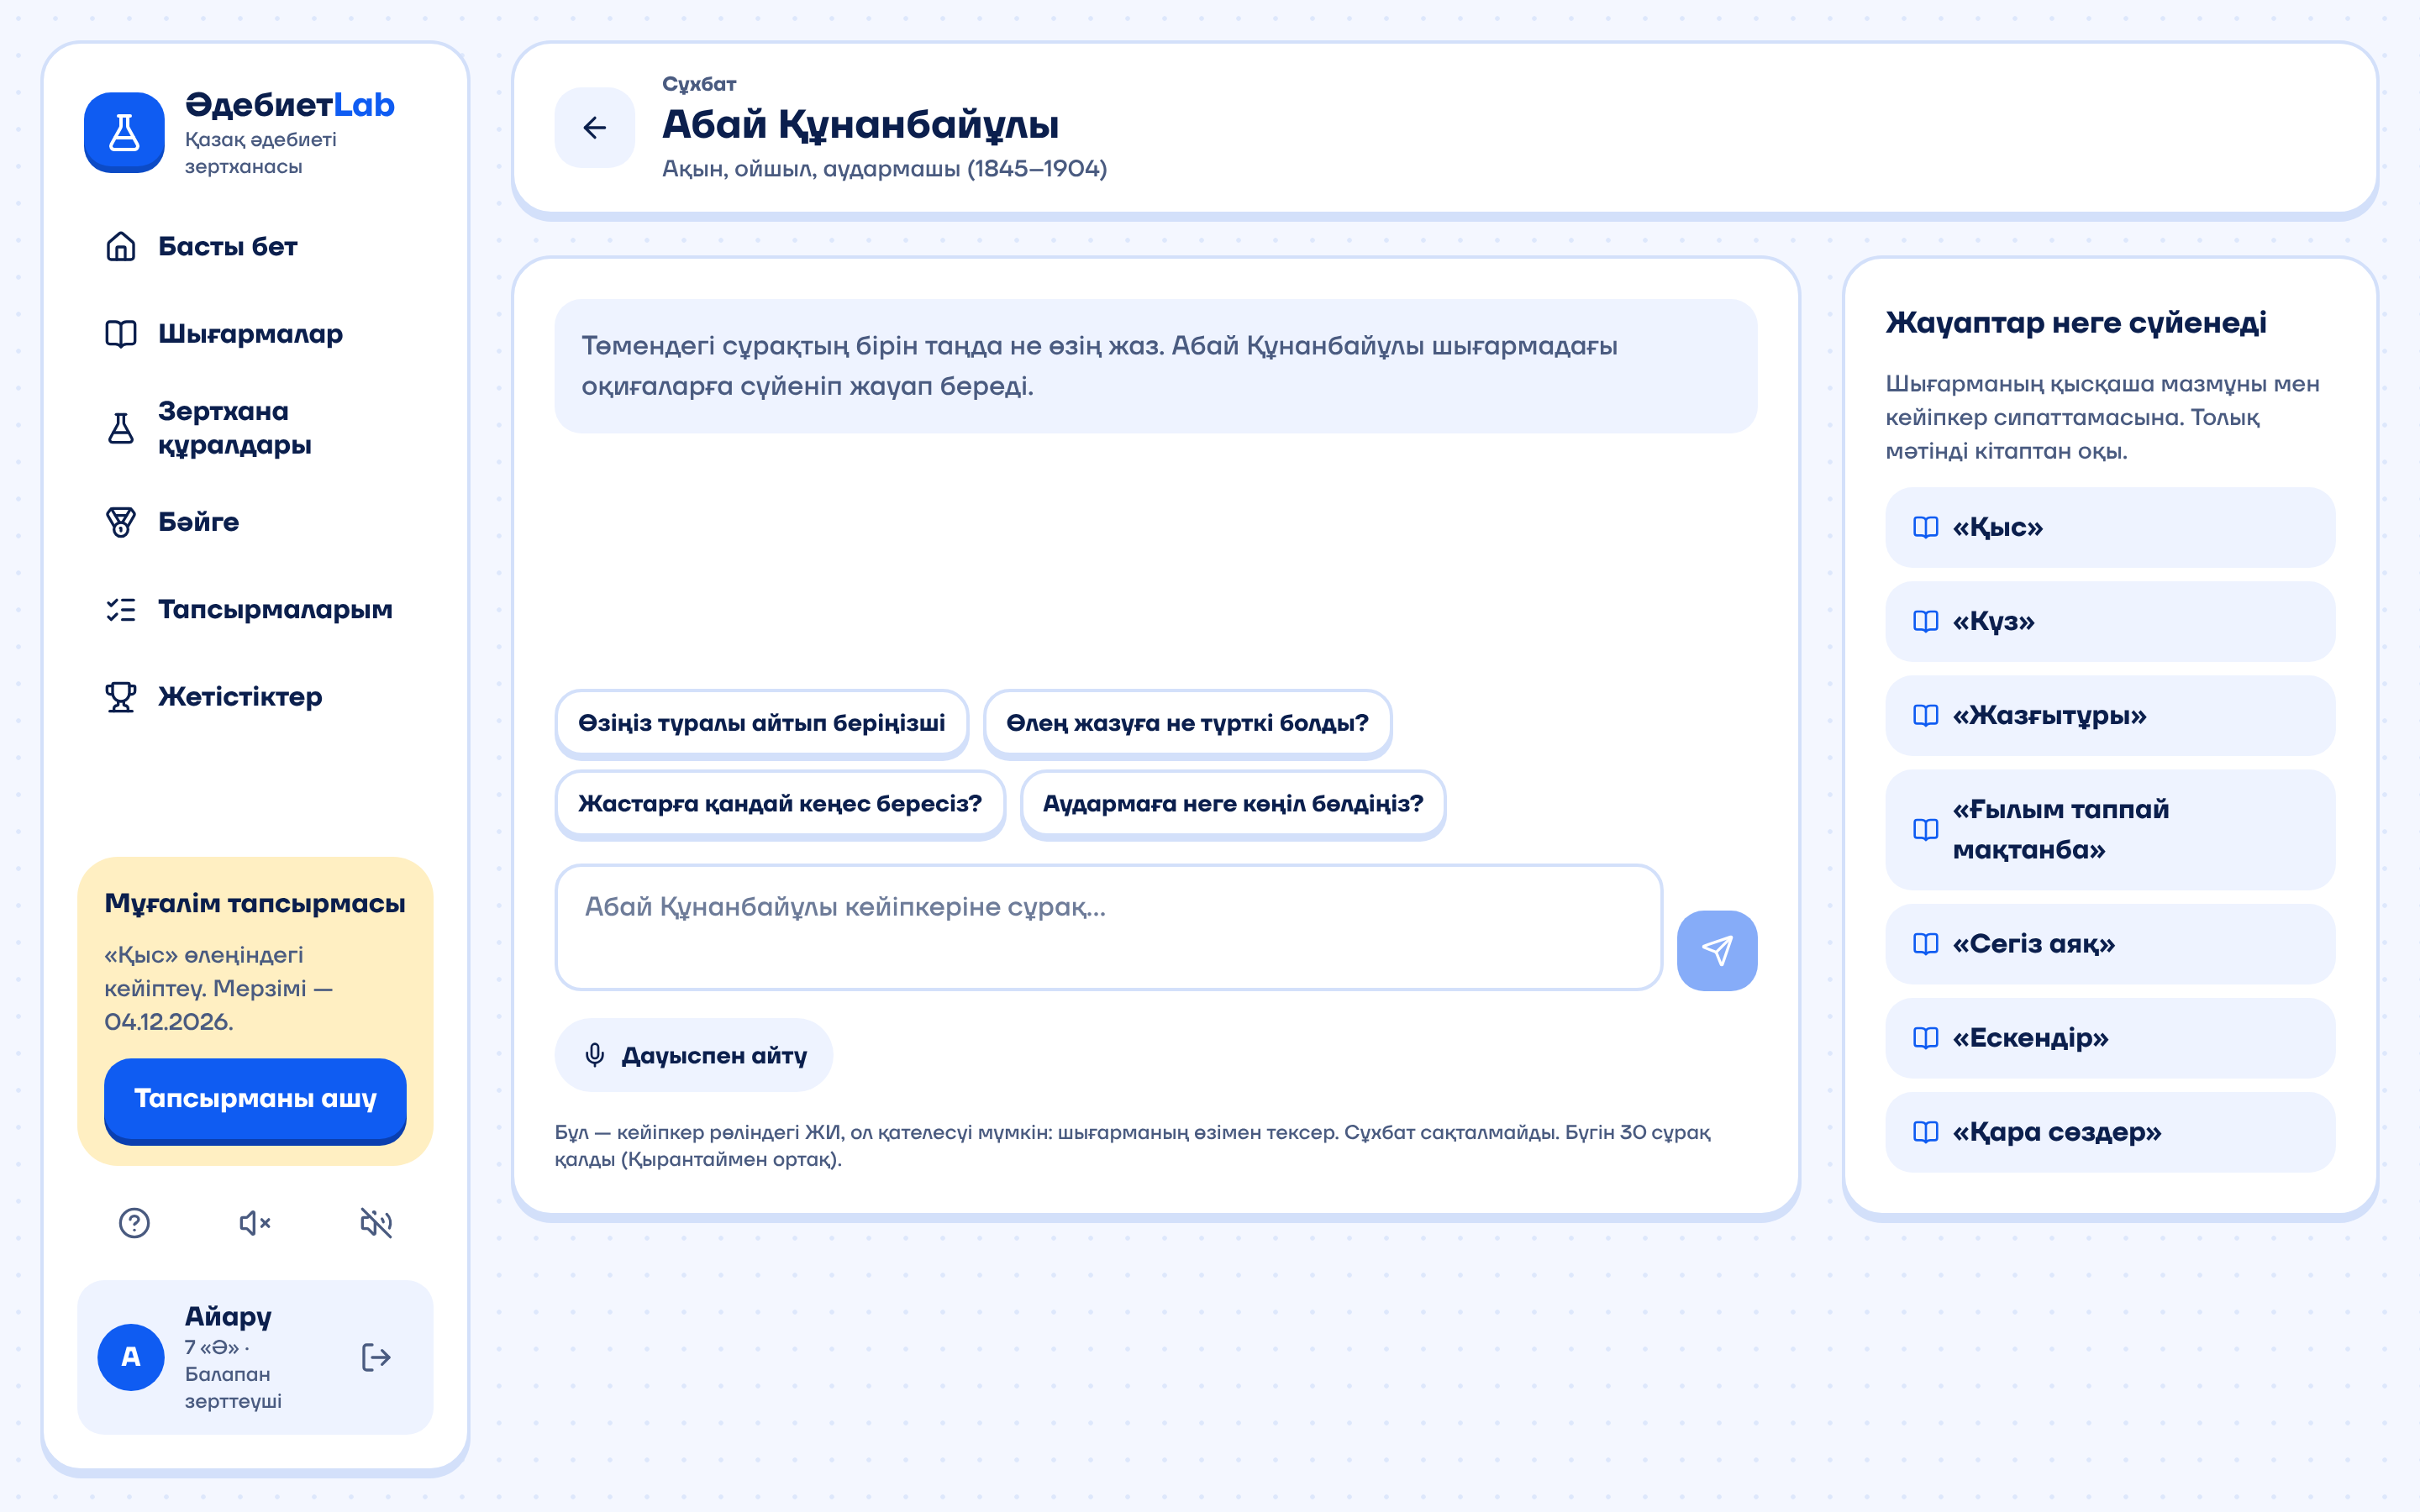 ӘдебиетLab
Қазақ әдебиеті
зертханасы
Басты бет
Шығармалар
Зертхана
құралдары
Бәйге
Тапсырмаларым
Жетістіктер
Мұғалім тапсырмасы
«Қыс» өлеңіндегі
кейіптеу. Мерзімі —
04.12.2026.
Тапсырманы ашу
А
Айару
7 «Ә» ·
Балапан
зерттеуші
Сұхбат
Абай Құнанбайұлы
Ақын, ойшыл, аудармашы (1845–1904)
Төмендегі сұрақтың бірін таңда не өзің жаз. Абай Құнанбайұлы шығармадағы
оқиғаларға сүйеніп жауап береді.
Өзіңіз туралы айтып беріңізші
Өлең жазуға не түрткі болды?
Жастарға қандай кеңес бересіз?
Аудармаға неге көңіл бөлдіңіз?
Абай Құнанбайұлы кейіпкеріне сұрақ...
Дауыспен айту
Бұл — кейіпкер рөліндегі ЖИ, ол қателесуі мүмкін: шығарманың өзімен тексер. Сұхбат сақталмайды. Бүгін 30 сұрақ
қалды (Қырантаймен ортақ).
Жауаптар неге сүйенеді
Шығарманың қысқаша мазмұны мен
кейіпкер сипаттамасына. Толық
мәтінді кітаптан оқы.
«Қыс»
«Күз»
«Жазғытұры»
«Ғылым таппай
мақтанба»
«Сегіз аяқ»
«Ескендір»
«Қара сөздер»